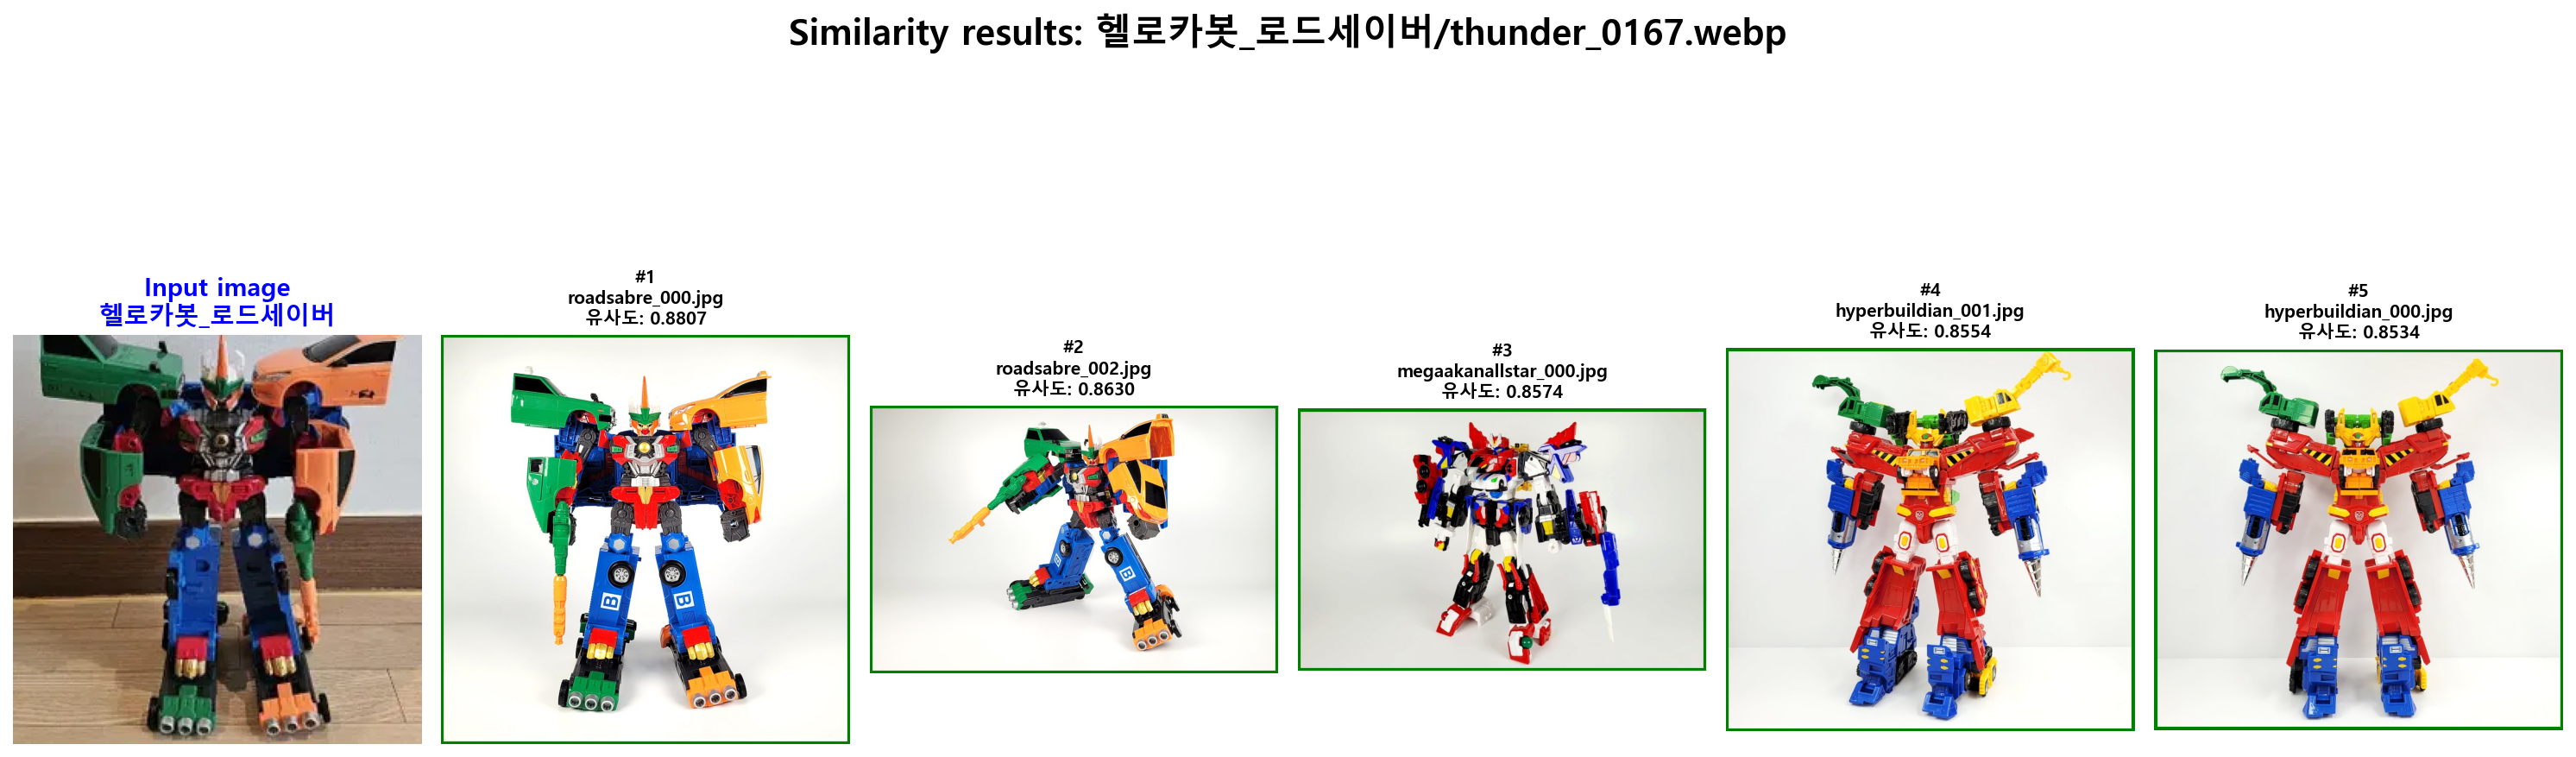 Similarity results: 헬로카봇_로드세이버/thunder_0167.webp
Input image
헬로카봇_로드세이버
#1
roadsabre_000.jpg
유사도: 0.8807
#2
roadsabre_002.jpg
유사도: 0.8630
#3
megaakanallstar_000.jpg
유사도: 0.8574
#4
hyperbuildian_001.jpg
유사도: 0.8554
#5
hyperbuildian_000.jpg
유사도: 0.8534
B
B
B
B